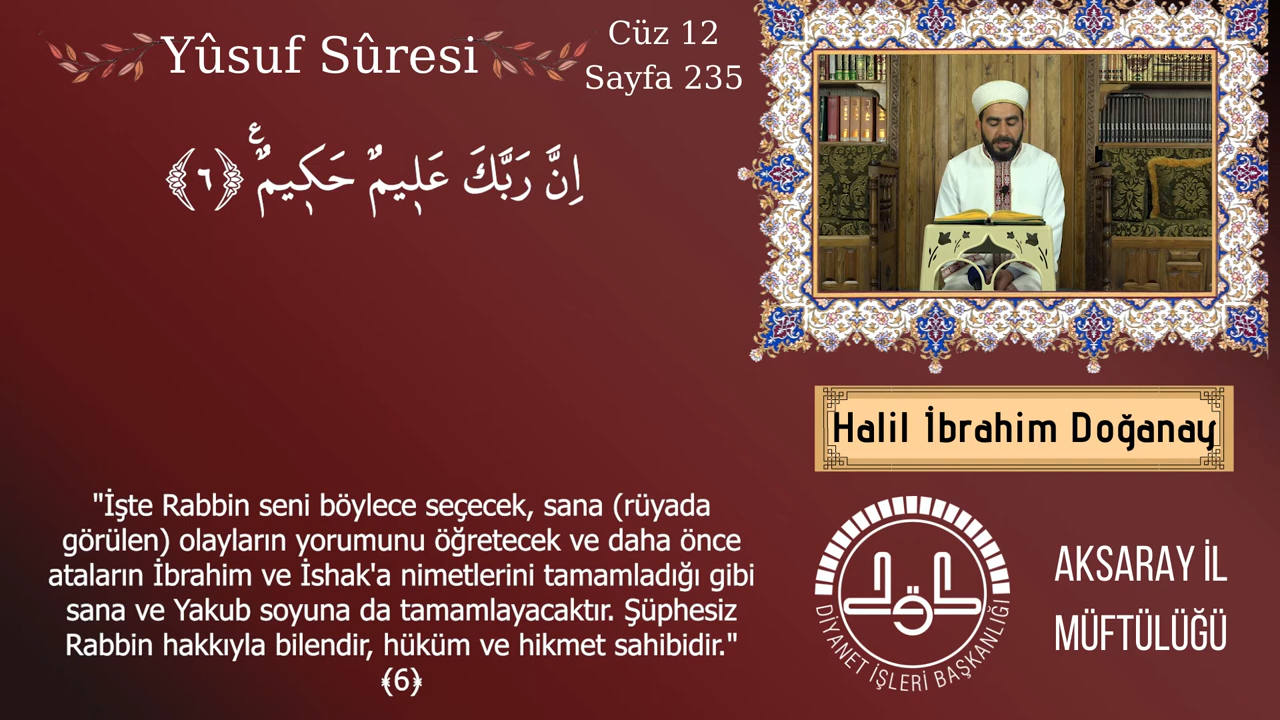 Yûsuf Sûresi
Cüz 12
Sayfa 235
اِنَّ رَبَّكَ عَلٖيمٌ حَكٖيمٌࣖ ﴿٦﴾
Halil İbrahim Doğanay
"İşte Rabbin seni böylece seçecek, sana (rüyada
görülen) olayların yorumunu öğretecek ve daha önce
ataların İbrahim ve İshak'a nimetlerini tamamladığı gibi
sana ve Yakub soyuna da tamamlayacaktır. Şüphesiz
Rabbin hakkıyla bilendir, hüküm ve hikmet sahibidir."
﴾6﴿
DİYANET İŞLERİ BAŞKANLIĞI
AKSARAY İL
MÜFTÜLÜĞÜ